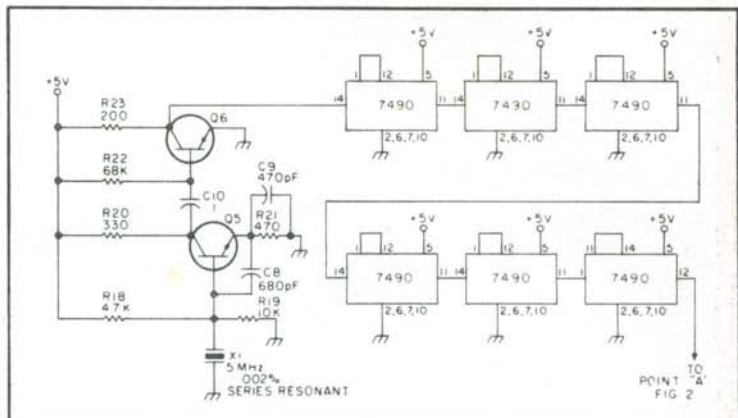 +5V
R23
200
R22
68K
R20
330
R18
47K
Q6
C10
.1
Q5
C9
470pF
R21
470
C8
680pF
R19
10K
X1
5 MHz
.002%
SERIES RESONANT
+5V
1
12
5
14
7490
11
2,6,7,10
+5V
1
12
5
14
7490
11
2,6,7,10
+5V
1
12
5
14
7490
11
2,6,7,10
+5V
1
12
5
14
7490
11
2,6,7,10
+5V
1
12
5
14
7490
11
2,6,7,10
+5V
11
14
5
1
7490
12
2,6,7,10
TO
POINT "A"
FIG 2